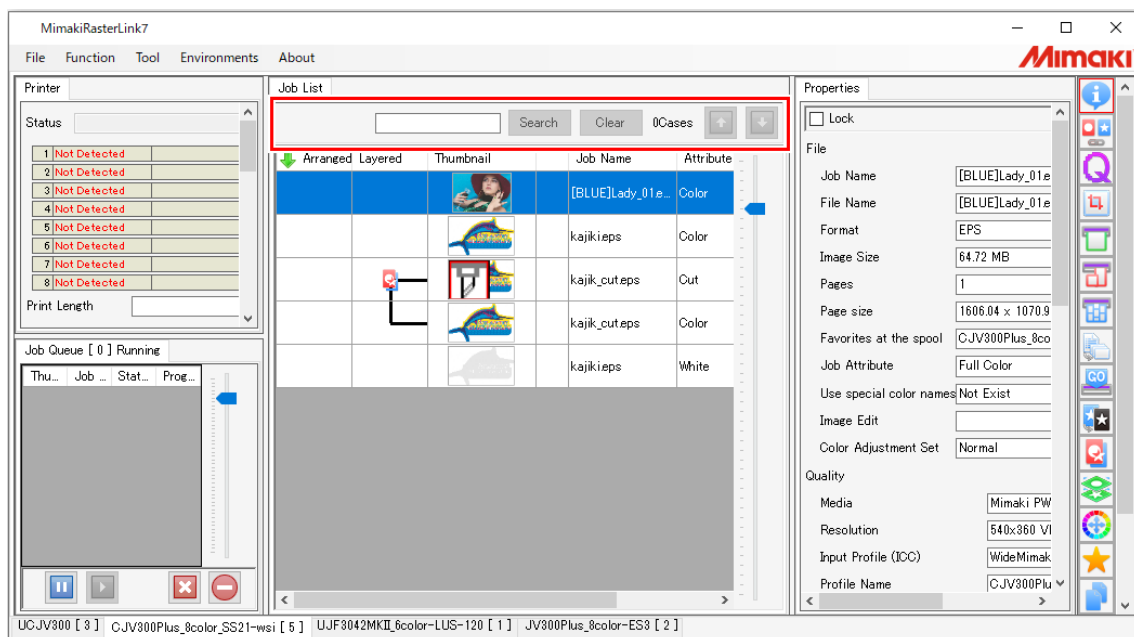 MimakiRasterLink7
File Function Tool Environments About
Mimaki
Printer
Status
1 Not Detected
2 Not Detected
3 Not Detected
4 Not Detected
5 Not Detected
6 Not Detected
7 Not Detected
8 Not Detected
Print Length
Job Queue [ 0 ] Running
Thu... Job ... Stat... Prog...
Job List
Search Clear 0Cases
Arranged Layered Thumbnail Job Name Attribute
[BLUE]Lady_01.e... Color
kajiki.eps Color
kajik_cut.eps Cut
kajik_cut.eps Color
kajiki.eps White
Properties
Lock
File
Job Name [BLUE]Lady_01.e
File Name [BLUE]Lady_01.e
Format EPS
Image Size 64.72 MB
Pages 1
Page size 1606.04 x 1070.9
Favorites at the spool CJV300Plus_8co
Job Attribute Full Color
Use special color names Not Exist
Image Edit
Color Adjustment Set Normal
Quality
Media Mimaki PW
Resolution 540x360 VI
Input Profile (ICC) WideMimak
Profile Name CJV300Plu
Q
GO
UCJV300 [ 3 ] CJV300Plus_8color_SS21-wsi [ 5 ] UJF3042MKII_6color-LUS-120 [ 1 ] JV300Plus_8color-ES3 [ 2 ]